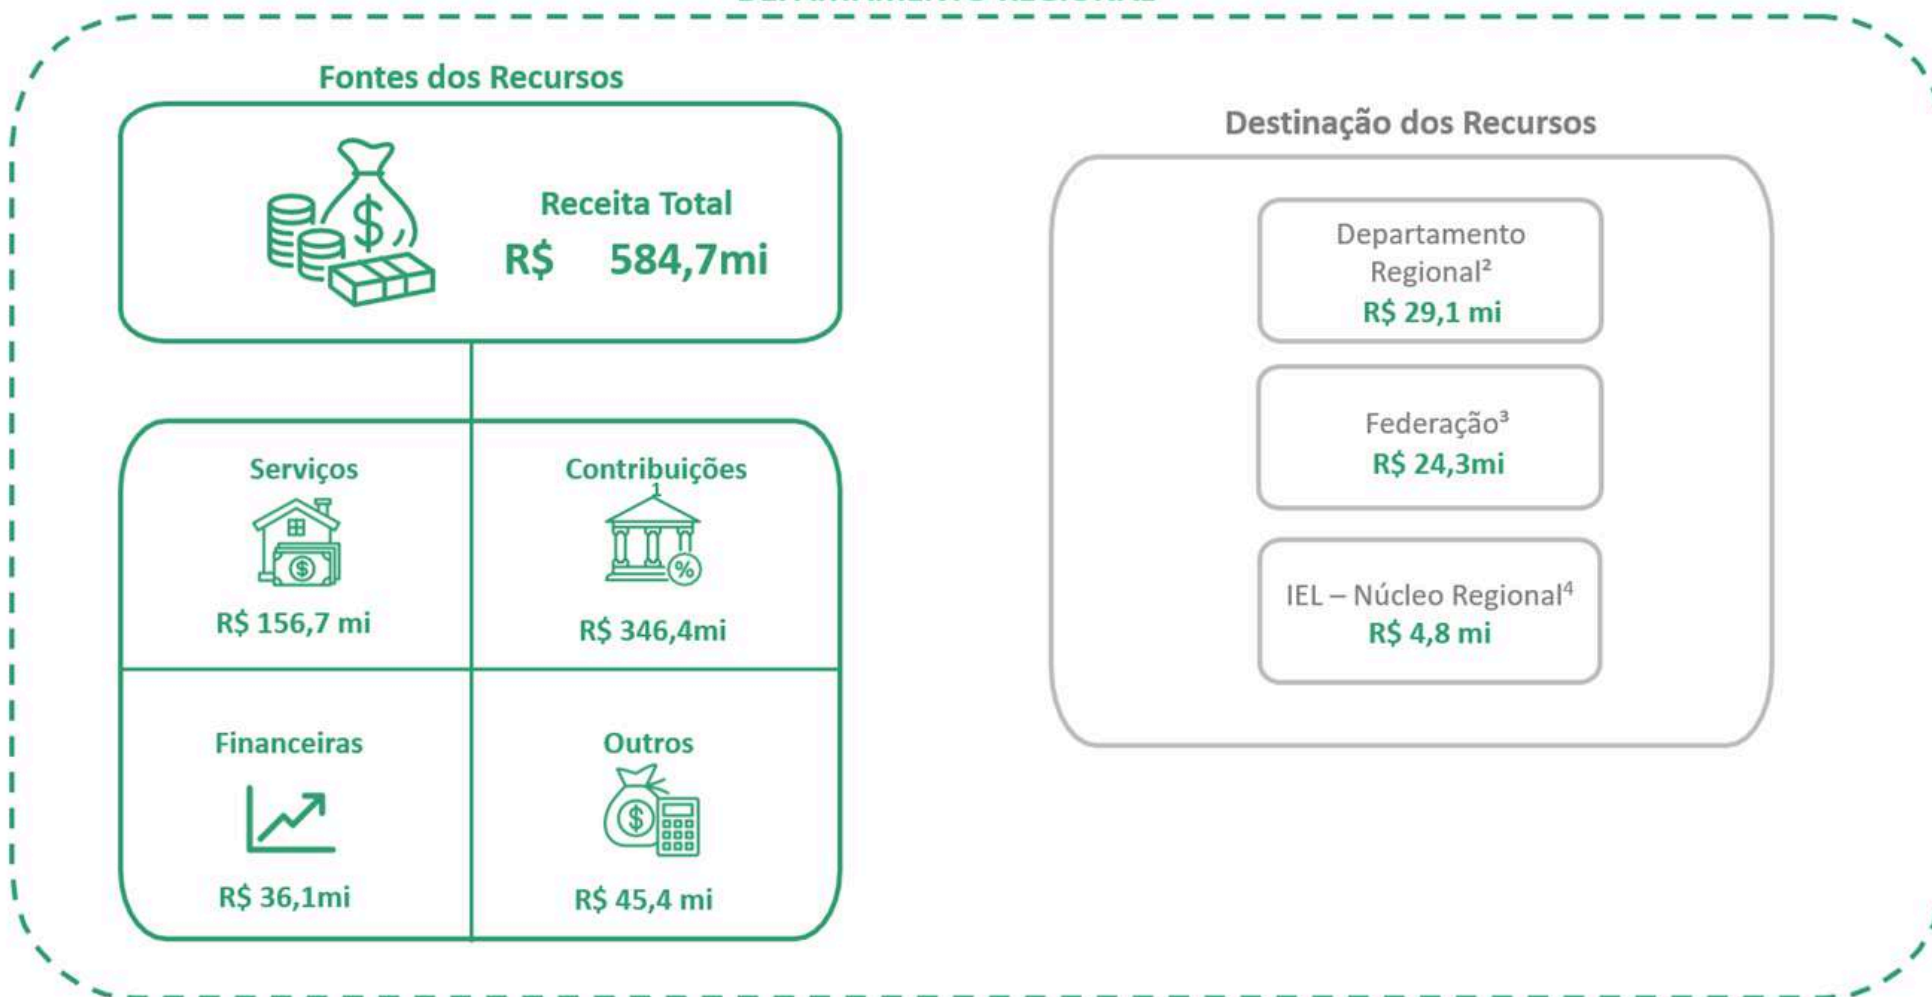 Fontes dos Recursos
Receita Total
R$ 584,7mi
Serviços
R$ 156,7 mi
Contribuições
1
R$ 346,4mi
Financeiras
R$ 36,1mi
Outros
R$ 45,4 mi
Destinação dos Recursos
Departamento
Regional²
R$ 29,1 mi
Federação³
R$ 24,3mi
IEL – Núcleo Regional⁴
R$ 4,8 mi